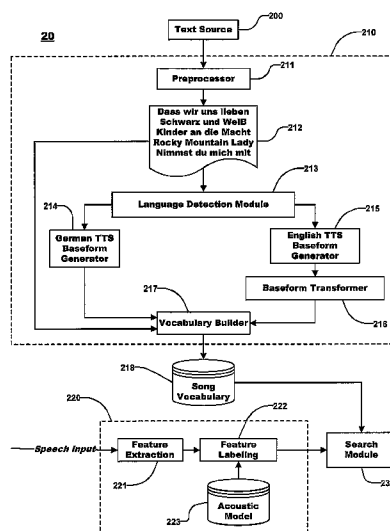 20
Text Source
200
210
Preprocessor
211
Dass wir uns lieben
Schwarz und Weiß
Kinder an die Macht
Rocky Mountain Lady
Nimmst du mich mit
212
Language Detection Module
213
214
German TTS
Baseform
Generator
215
English TTS
Baseform
Generator
217
Baseform Transformer
216
Vocabulary Builder
218
Song
Vocabulary
220
222
Speech Input
Feature
Extraction
221
Feature
Labeling
Search
Module
23
Acoustic
Model
223